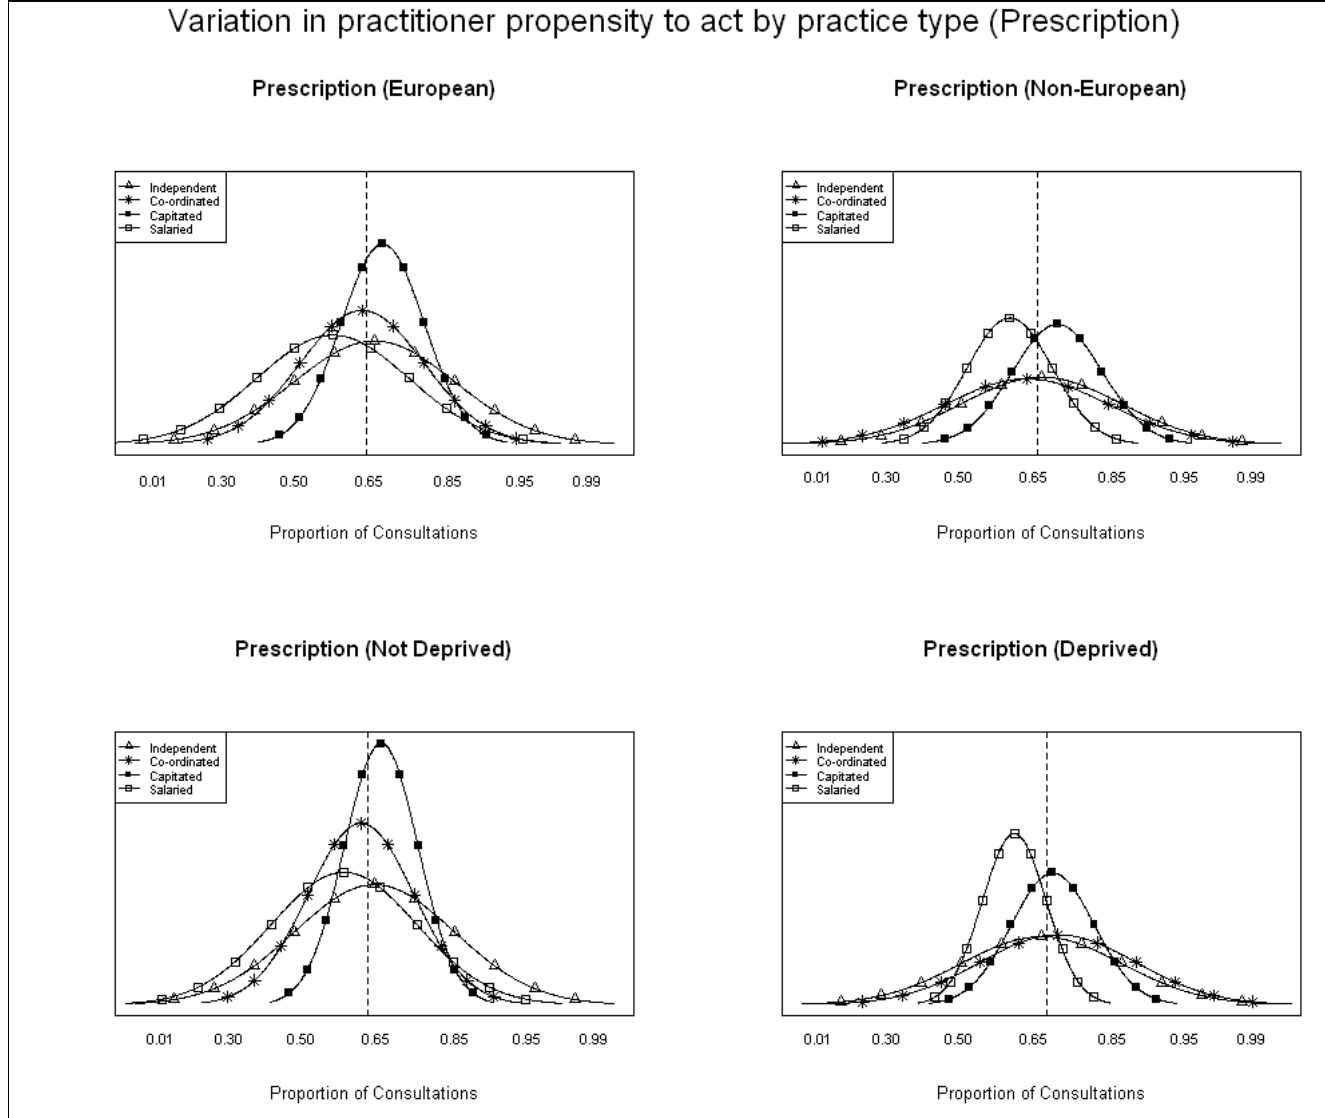 Variation in practitioner propensity to act by practice type (Prescription)
Prescription (European)
Independent
Co-ordinated
Capitated
Salaried
0.01 0.30 0.50 0.65 0.85 0.95 0.99
Proportion of Consultations
Prescription (Non-European)
Independent
Co-ordinated
Capitated
Salaried
0.01 0.30 0.50 0.65 0.85 0.95 0.99
Proportion of Consultations
Prescription (Not Deprived)
Independent
Co-ordinated
Capitated
Salaried
0.01 0.30 0.50 0.65 0.85 0.95 0.99
Proportion of Consultations
Prescription (Deprived)
Independent
Co-ordinated
Capitated
Salaried
0.01 0.30 0.50 0.65 0.85 0.95 0.99
Proportion of Consultations